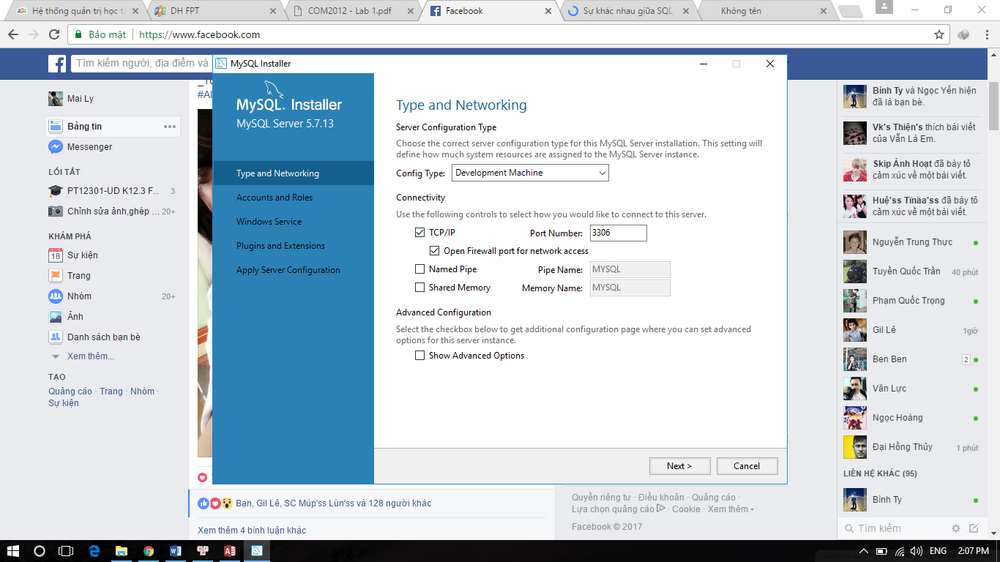 Hệ thống quản trị học tậ
DH FPT
COM2012 - Lab 1.pdf
Facebook
Sự khác nhau giữa SQL,
Không tên
Bảo mật
https://www.facebook.com
Tìm kiếm người, địa điểm và
Mai Ly
Bảng tin
Messenger
LỐI TẮT
PT12301-UD K12.3 F... 3
Chỉnh sửa ảnh,ghép ... 20+
KHÁM PHÁ
18 Sự kiện
Trang
Nhóm 20+
Ảnh
Danh sách bạn bè
Xem thêm...
TẠO
Quảng cáo · Trang · Nhóm ·
Sự kiện
#Al
MySQL Installer
MySQL. Installer
MySQL Server 5.7.13
Type and Networking
Accounts and Roles
Windows Service
Plugins and Extensions
Apply Server Configuration
Type and Networking
Server Configuration Type
Choose the correct server configuration type for this MySQL Server installation. This setting will
define how much system resources are assigned to the MySQL Server instance.
Config Type: Development Machine
Connectivity
Use the following controls to select how you would like to connect to this server.
TCP/IP Port Number: 3306
Open Firewall port for network access
Named Pipe Pipe Name: MYSQL
Shared Memory Memory Name: MYSQL
Advanced Configuration
Select the checkbox below to get additional configuration page where you can set advanced
options for this server instance.
Show Advanced Options
Next >
Cancel
Bạn, Gil Lê, SC Múp'ss Lùn'ss và 128 người khác
Xem thêm 4 bình luận khác
Quyền riêng tư · Điều khoản · Quảng cáo ·
Lựa chọn quảng cáo · Cookie · Xem thêm
Facebook © 2017
Bình Ty và Ngọc Yến hiện
đã là bạn bè.
Vk's Thiện's thích bài viết
của Vẫn Là Em.
Skip Ảnh Hoạt đã bày tỏ
cảm xúc về một bài viết.
Huệ'ss Tĩnäa'ss đã bày tỏ
cảm xúc về một bài viết.
Nguyễn Trung Thực
Tuyền Quốc Trần 40 phút
Phạm Quốc Trọng
Gil Lê 1giờ
Ben Ben 2
Văn Lực
Ngọc Hoàng
Đại Hồng Thủy 1 phút
LIÊN HỆ KHÁC (95)
Bình Ty
Tìm kiếm
ENG
2:07 PM